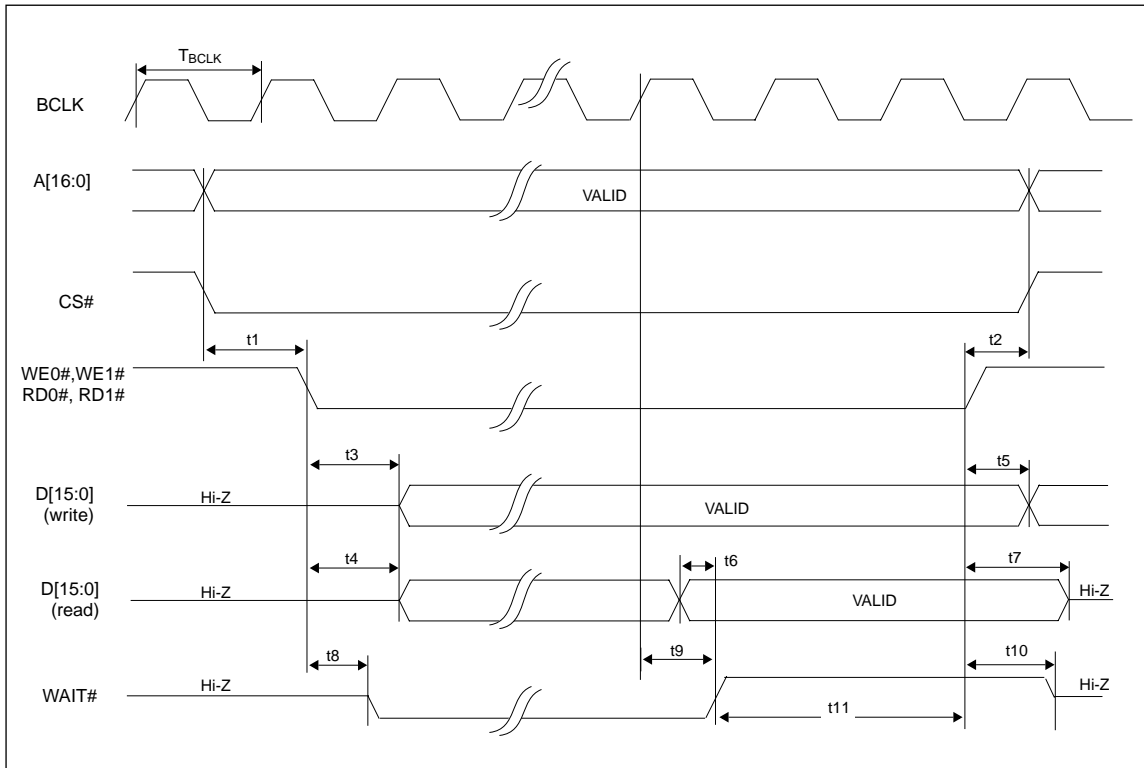 TBCLK
BCLK
A[16:0]
VALID
CS#
t1
t2
WE0#,WE1#
RD0#, RD1#
t3
t5
D[15:0]
(write)
Hi-Z
VALID
t4
t6
t7
D[15:0]
(read)
Hi-Z
VALID
Hi-Z
t8
t9
t10
WAIT#
Hi-Z
Hi-Z
t11